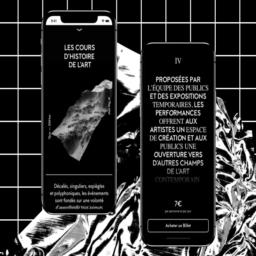 LES COURS
D'HISTOIRE
DE L'ART
Décalés, singuliers, espiègles et
polyphoniques, les événements
sont fondés sur une volonté
IV
PROPOSÉES PAR
L'ÉQUIPE DES PUBLICS
ET DES EXPOSITIONS
TEMPORAIRES, LES
PERFORMANCES
OFFRENT AUX
ARTISTES UN ESPACE
DE CRÉATION ET AUX
PUBLICS UNE
OUVERTURE VERS
D'AUTRES CHAMPS
DE L'ART
CONTEMPORAIN
7€
Acheter un Billet